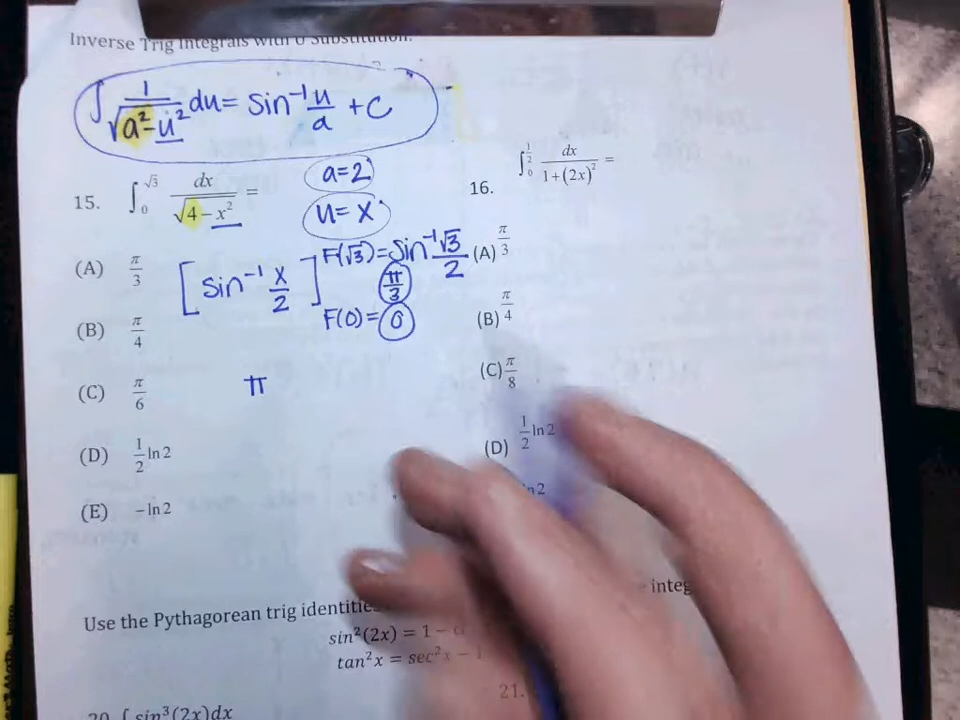 Inverse Trig Integrals with U Substitution.
∫ 1/√(a²-u²) du = sin⁻¹ u/a + C
15. ∫₀^√3 dx/√(4-x²) =
a=2
u=x
[sin⁻¹ x/2]
F(√3) = sin⁻¹ √3/2
π/3
F(0) = 0
π
(A) π/3
(B) π/4
(C) π/6
(D) 1/2 ln 2
(E) -ln 2
16. ∫₀^(1/2) dx/(1+(2x)²) =
(A) π/3
(B) π/4
(C) π/8
(D) 1/2 ln 2
Use the Pythagorean trig
sin²(2x) = 1 -
tan²x = sec²x - 1
20. ∫ sin³(2x)dx
21.